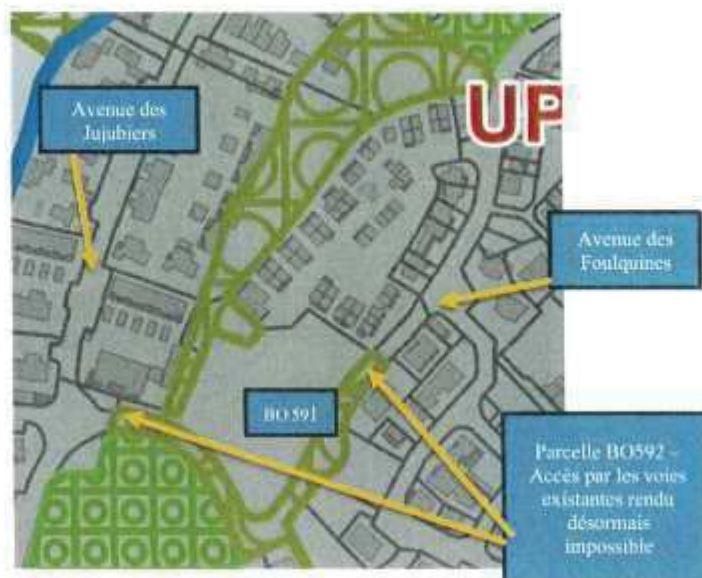 Avenue des
Jujubiers
UP
Avenue des
Foulquines
BO 591
Parcelle BO592 –
Accès par les voies
existantes rendu
désormais
impossible